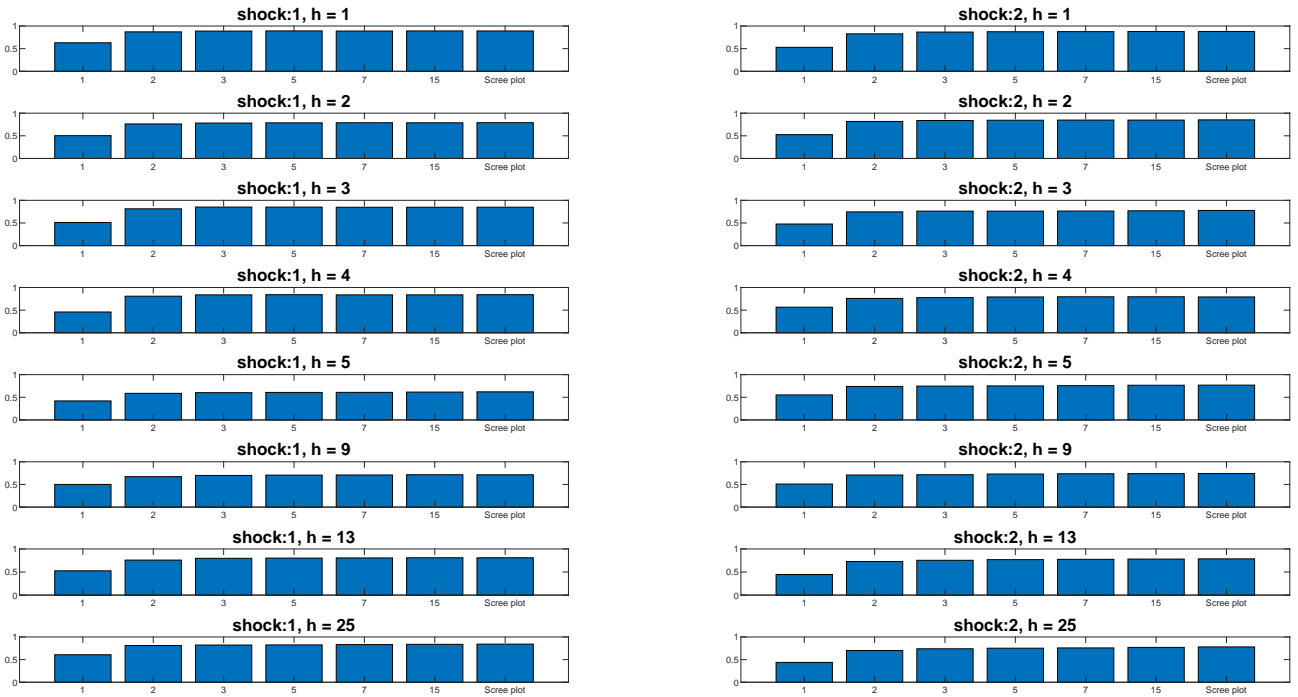 shock:1, h = 1
1
0.5
0
1 2 3 5 7 15 Scree plot
shock:2, h = 1
1
0.5
0
1 2 3 5 7 15 Scree plot
shock:1, h = 2
1
0.5
0
1 2 3 5 7 15 Scree plot
shock:2, h = 2
1
0.5
0
1 2 3 5 7 15 Scree plot
shock:1, h = 3
1
0.5
0
1 2 3 5 7 15 Scree plot
shock:2, h = 3
1
0.5
0
1 2 3 5 7 15 Scree plot
shock:1, h = 4
1
0.5
0
1 2 3 5 7 15 Scree plot
shock:2, h = 4
1
0.5
0
1 2 3 5 7 15 Scree plot
shock:1, h = 5
1
0.5
0
1 2 3 5 7 15 Scree plot
shock:2, h = 5
1
0.5
0
1 2 3 5 7 15 Scree plot
shock:1, h = 9
1
0.5
0
1 2 3 5 7 15 Scree plot
shock:2, h = 9
1
0.5
0
1 2 3 5 7 15 Scree plot
shock:1, h = 13
1
0.5
0
1 2 3 5 7 15 Scree plot
shock:2, h = 13
1
0.5
0
1 2 3 5 7 15 Scree plot
shock:1, h = 25
1
0.5
0
1 2 3 5 7 15 Scree plot
shock:2, h = 25
1
0.5
0
1 2 3 5 7 15 Scree plot